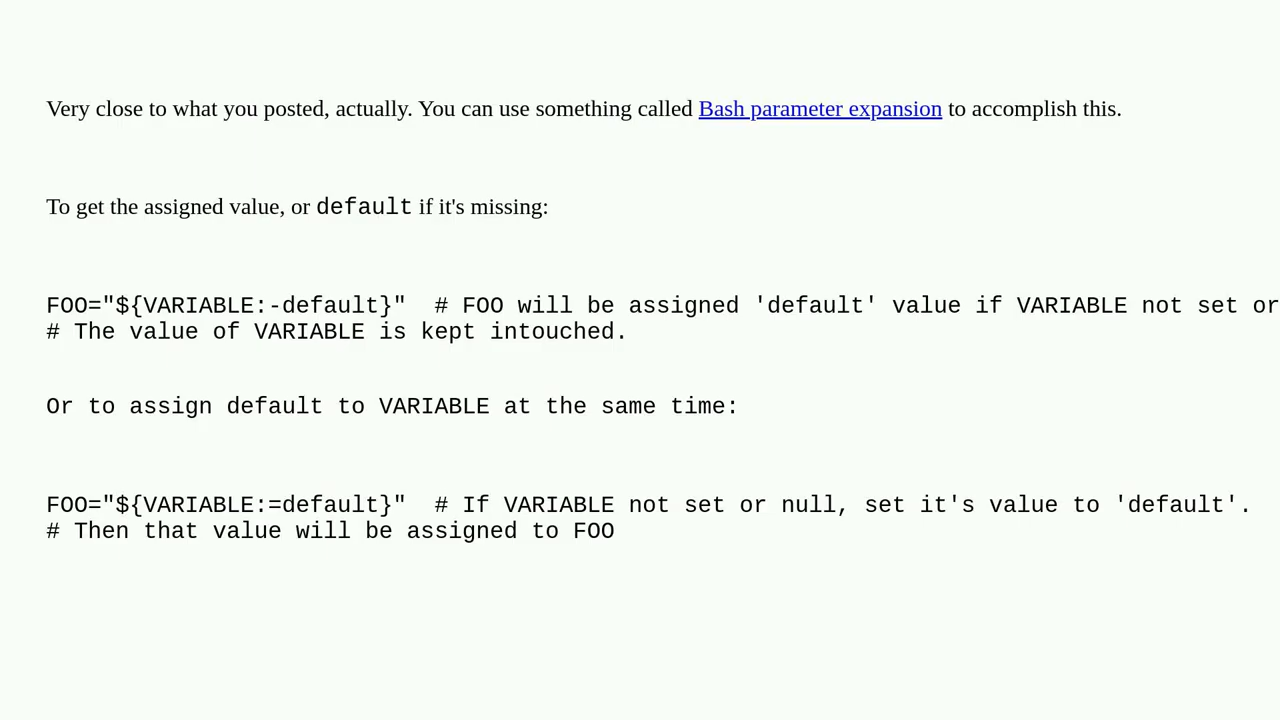 Very close to what you posted, actually. You can use something called Bash parameter expansion to accomplish this.
To get the assigned value, or default if it's missing:
FOO="${VARIABLE:-default}"  # FOO will be assigned 'default' value if VARIABLE not set or
# The value of VARIABLE is kept intouched.
Or to assign default to VARIABLE at the same time:
FOO="${VARIABLE:=default}"  # If VARIABLE not set or null, set it's value to 'default'.
# Then that value will be assigned to FOO